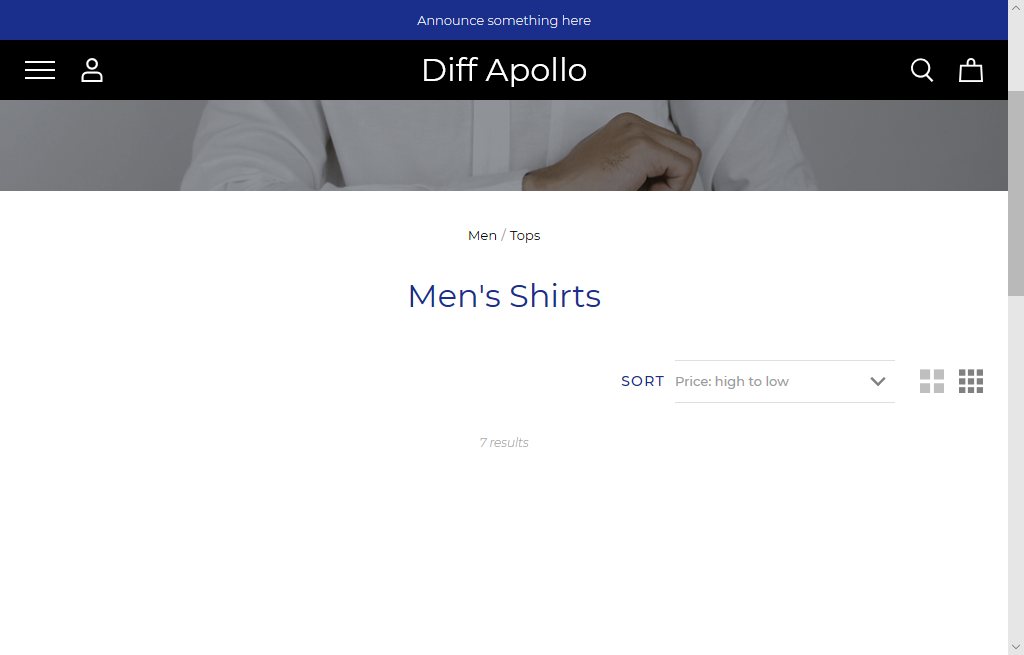 Announce something here
Diff Apollo
Men / Tops
Men's Shirts
SORT Price: high to low
7 results